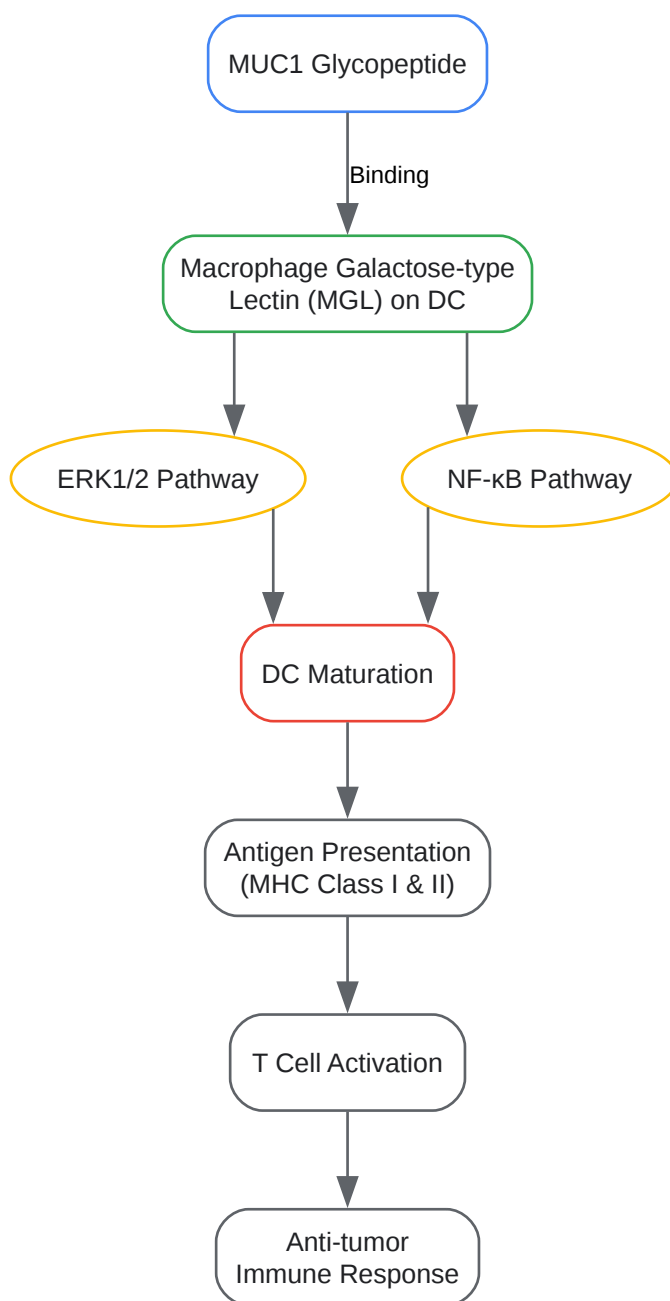 MUC1 Glycopeptide
Binding
Macrophage Galactose-type
Lectin (MGL) on DC
ERK1/2 Pathway
NF-κB Pathway
DC Maturation
Antigen Presentation
(MHC Class I & II)
T Cell Activation
Anti-tumor
Immune Response